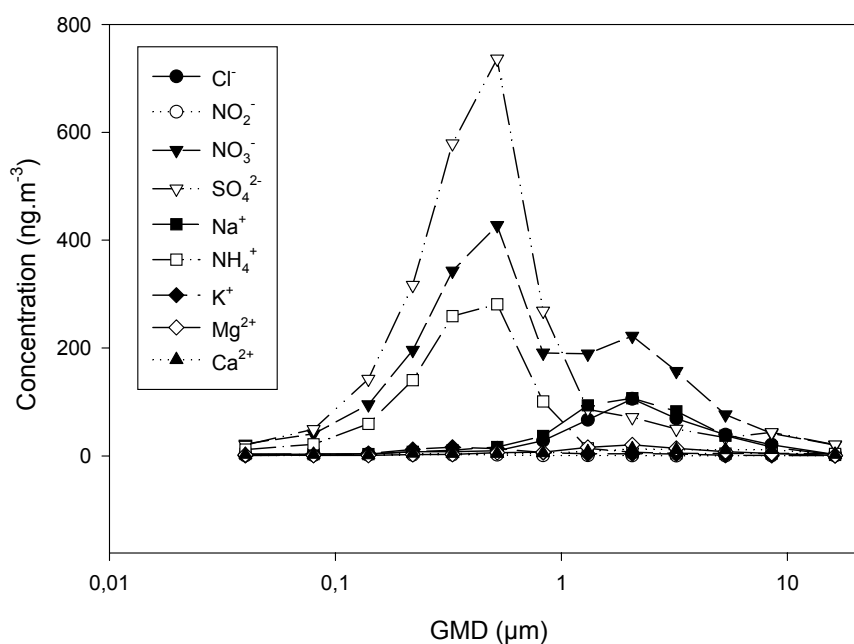 800
600
400
200
0
Concentration (ng.m⁻³)
Cl⁻
NO₂⁻
NO₃⁻
SO₄²⁻
Na⁺
NH₄⁺
K⁺
Mg²⁺
Ca²⁺
0,01 0,1 1 10
GMD (µm)